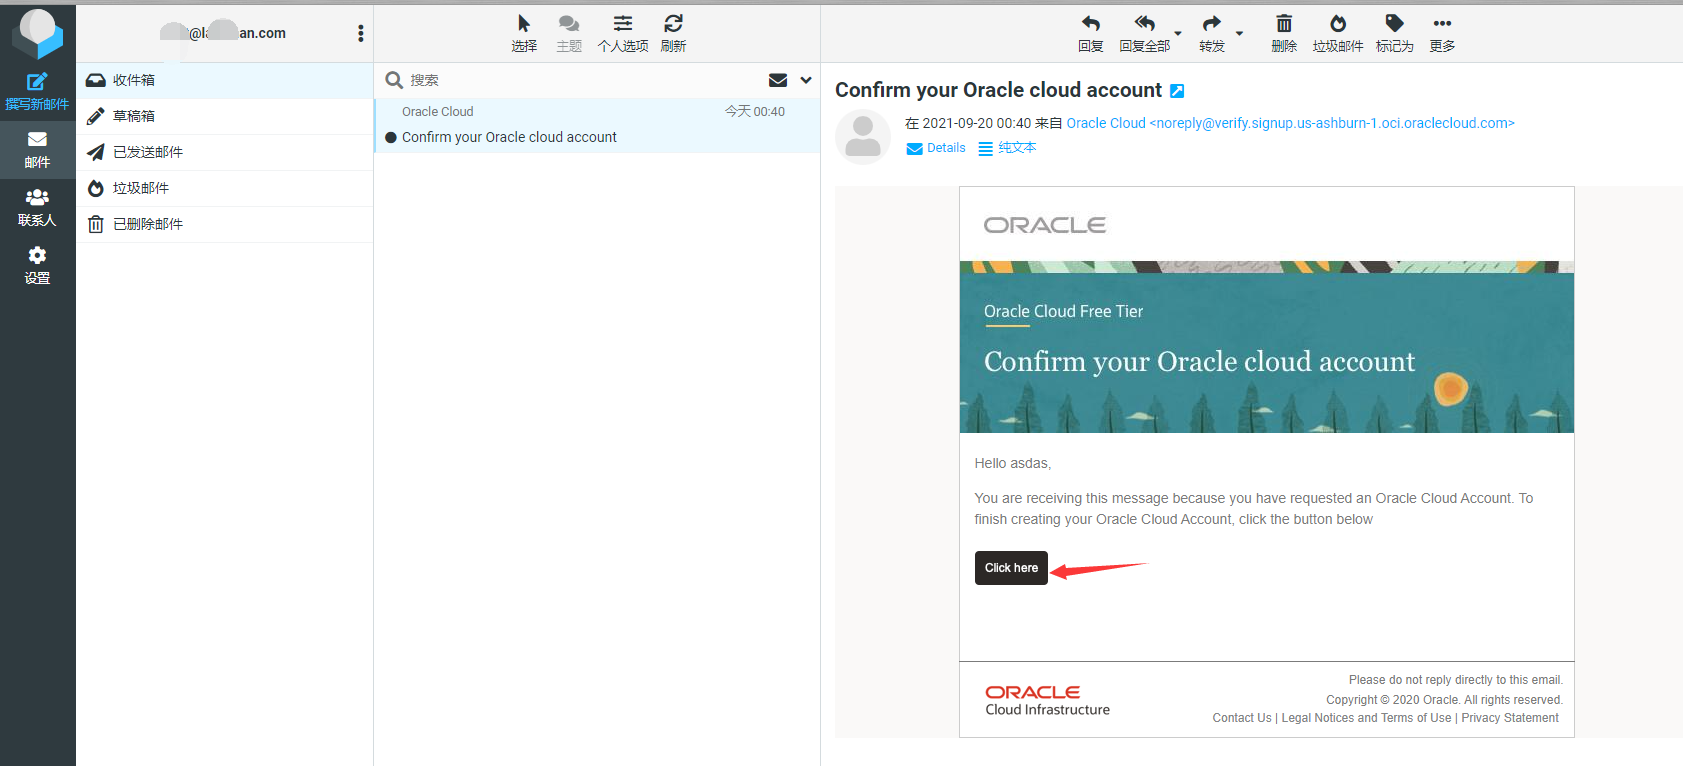 撰写新邮件
邮件
联系人
设置
an.com
收件箱
草稿箱
已发送邮件
垃圾邮件
已删除邮件
选择
主题
个人选项
刷新
搜索
Oracle Cloud
今天 00:40
Confirm your Oracle cloud account
回复
回复全部
转发
删除
垃圾邮件
标记为
更多
Confirm your Oracle cloud account
在 2021-09-20 00:40 来自 Oracle Cloud <noreply@verify.signup.us-ashburn-1.oci.oraclecloud.com>
Details 纯文本
ORACLE
Oracle Cloud Free Tier
Confirm your Oracle cloud account
Hello asdas,
You are receiving this message because you have requested an Oracle Cloud Account. To
finish creating your Oracle Cloud Account, click the button below
Click here
ORACLE
Cloud Infrastructure
Please do not reply directly to this email.
Copyright © 2020 Oracle. All rights reserved.
Contact Us | Legal Notices and Terms of Use | Privacy Statement